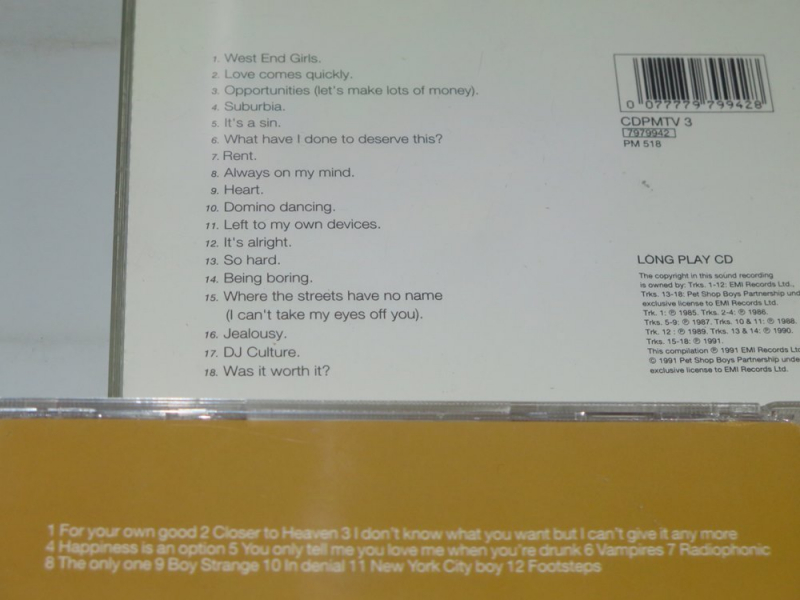 1. West End Girls.
2. Love comes quickly.
3. Opportunities (let's make lots of money).
4. Suburbia.
5. It's a sin.
6. What have I done to deserve this?
7. Rent.
8. Always on my mind.
9. Heart.
10. Domino dancing.
11. Left to my own devices.
12. It's alright.
13. So hard.
14. Being boring.
15. Where the streets have no name
(I can't take my eyes off you).
16. Jealousy.
17. DJ Culture.
18. Was it worth it?
0 077779 799428
CDPMTV 3
7979942
PM 518
LONG PLAY CD
The copyright in this sound recording
is owned by: Trks. 1-12: EMI Records Ltd.
Trks. 13-18: Pet Shop Boys Partnership
exclusive license to EMI Records Ltd.
Trk. 1: ℗ 1985. Trks. 2-4: ℗ 1986.
Trks. 5-9: ℗ 1987. Trks. 10 & 11: ℗ 1988.
Trk. 12 : ℗ 1989. Trks. 13 & 14: ℗ 1990.
Trks. 15-18: ℗ 1991.
This compilation ℗ 1991 EMI Records
© 1991 Pet Shop Boys Partnership under
exclusive license to EMI Records Ltd.
1 For your own good 2 Closer to Heaven 3 I don't know what you want but I can't give it any more
4 Happiness is an option 5 You only tell me you love me when you're drunk 6 Vampires 7 Radiophonic
8 The only one 9 Boy Strange 10 In denial 11 New York City boy 12 Footsteps